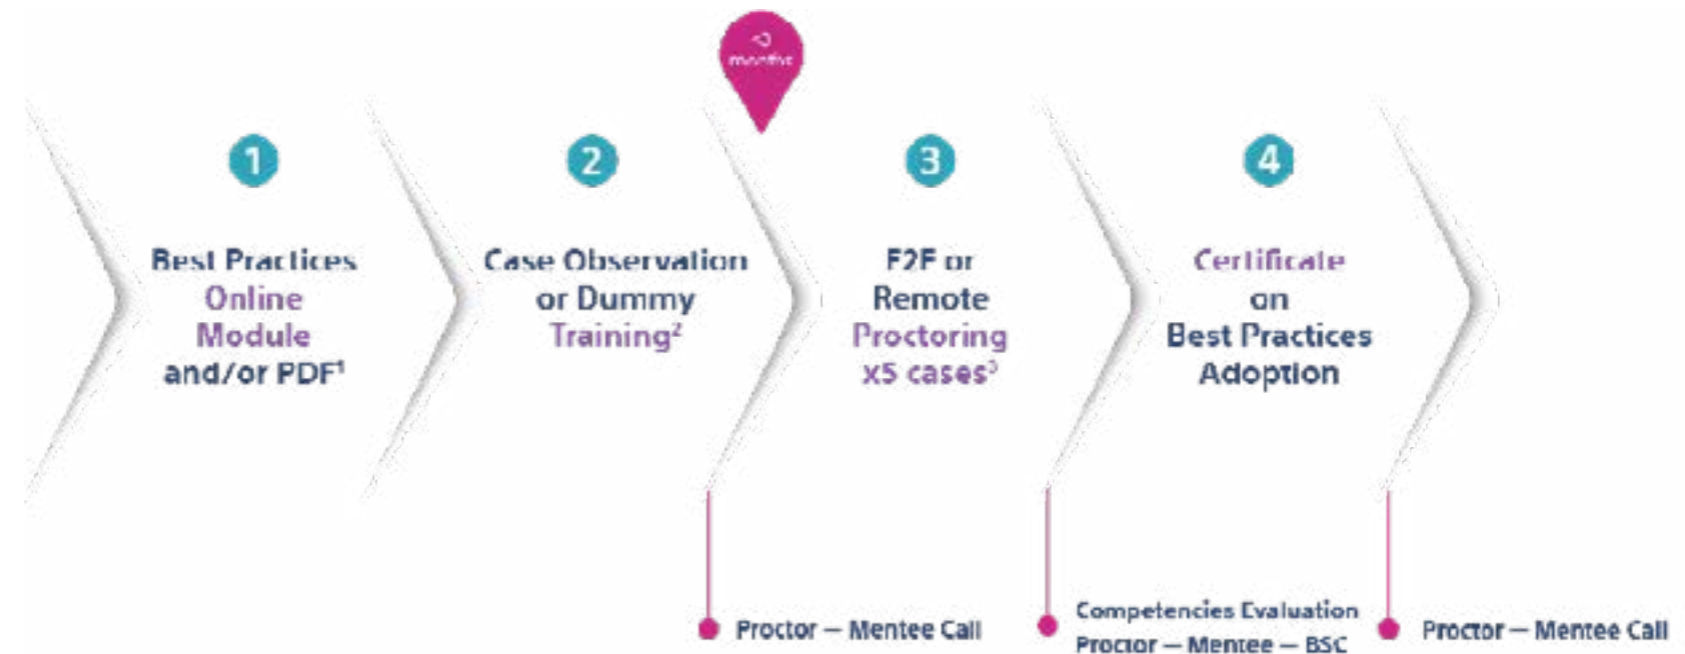 months
1
2
3
4
Best Practices
Online
Module
and/or PDF¹
Case Observation
or Dummy
Training²
F2F or
Remote
Proctoring
x5 cases³
Certificate
on
Best Practices
Adoption
Proctor — Mentee Call
Competencies Evaluation
Proctor — Mentee — BSC
Proctor — Mentee Call